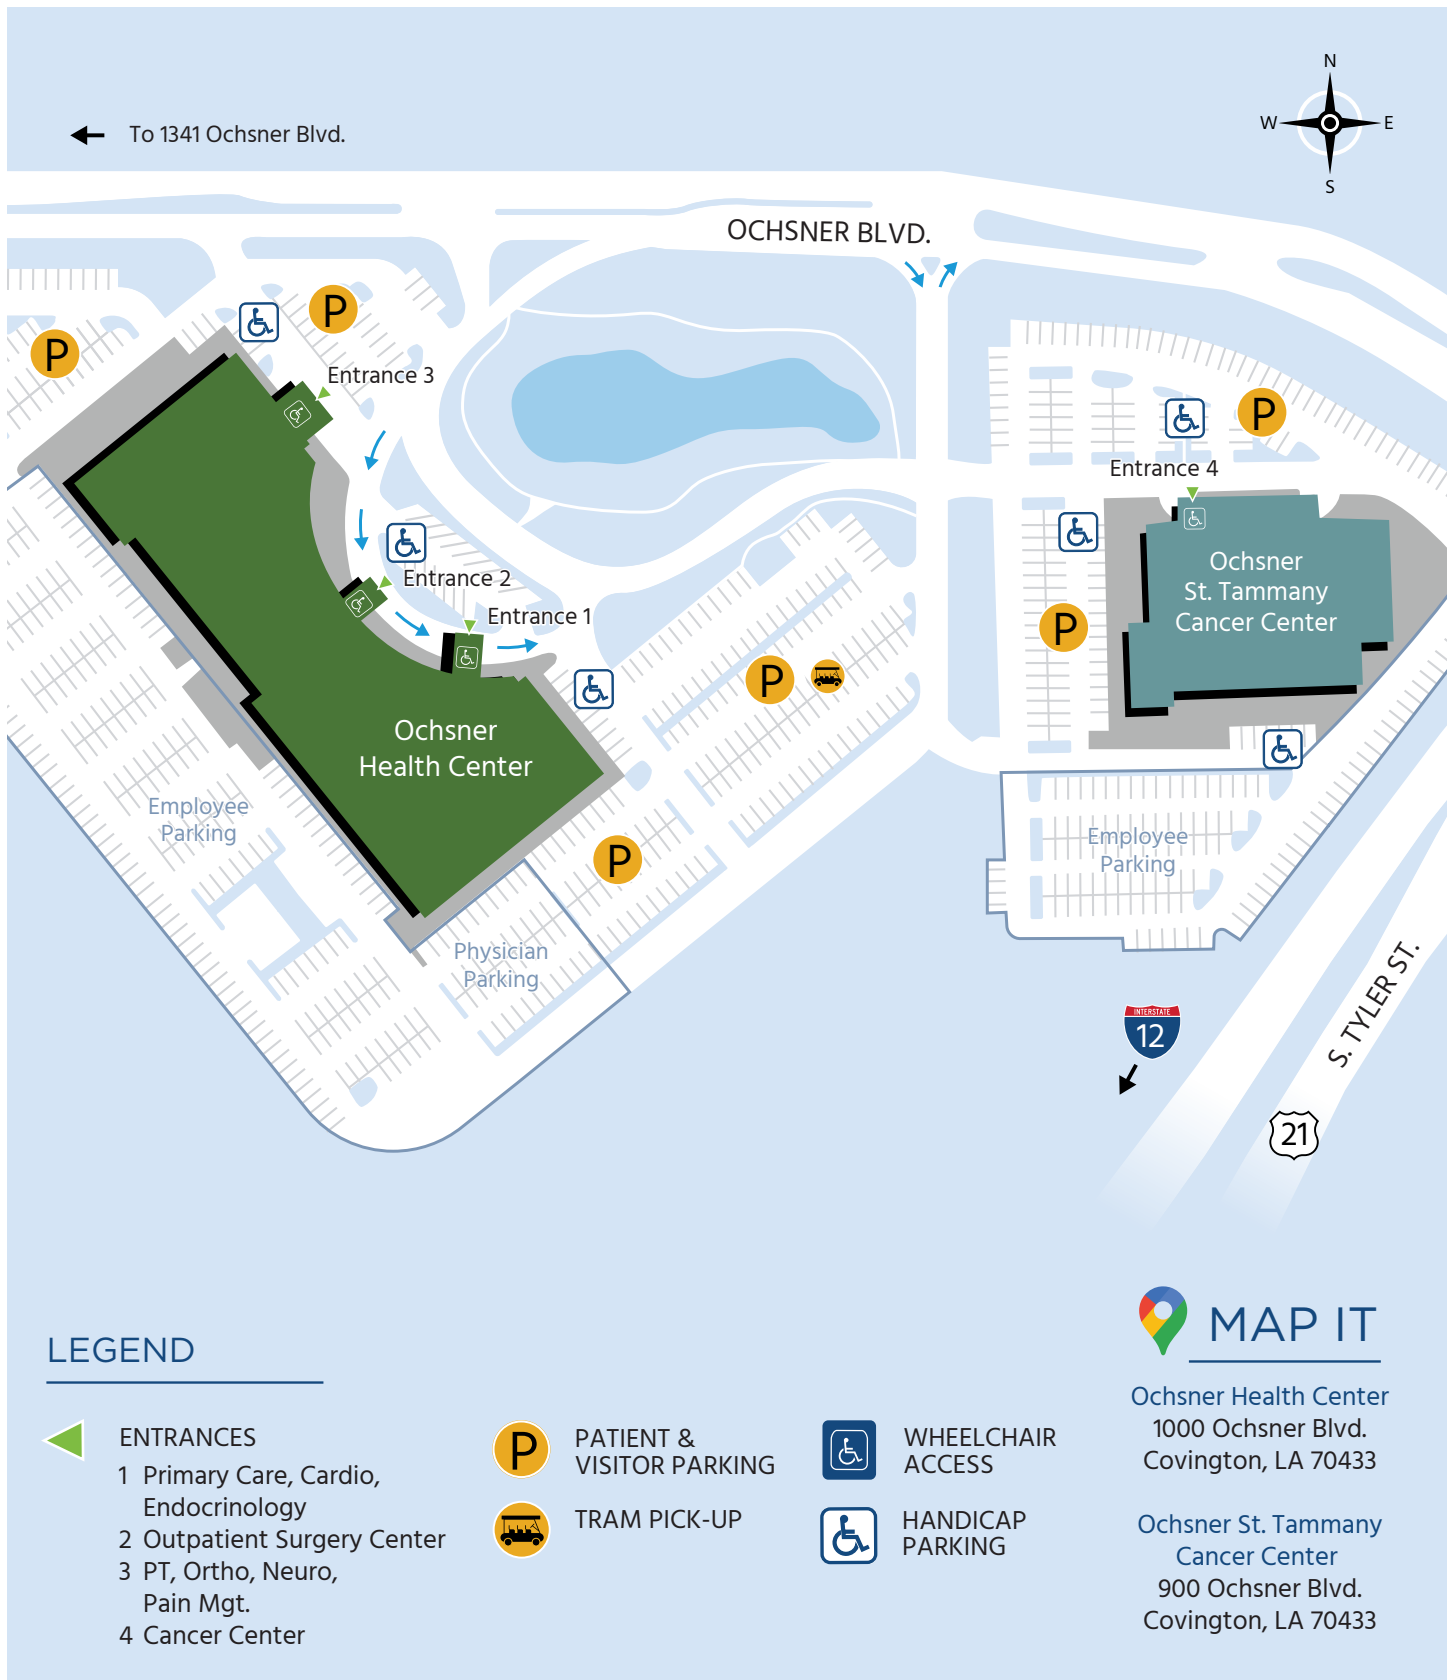 N
W
E
S
To 1341 Ochsner Blvd.
OCHSNER BLVD.
P
P
Entrance 3
P
Entrance 4
Ochsner
St. Tammany
Cancer Center
Entrance 2
Entrance 1
P
P
Ochsner
Health Center
Employee
Parking
P
Employee
Parking
Physician
Parking
S. TYLER ST.
INTERSTATE
12
21
MAP IT
Ochsner Health Center
1000 Ochsner Blvd.
Covington, LA 70433
Ochsner St. Tammany
Cancer Center
900 Ochsner Blvd.
Covington, LA 70433
LEGEND
ENTRANCES
1 Primary Care, Cardio,
Endocrinology
2 Outpatient Surgery Center
3 PT, Ortho, Neuro,
Pain Mgt.
4 Cancer Center
P
PATIENT &
VISITOR PARKING
TRAM PICK-UP
WHEELCHAIR
ACCESS
HANDICAP
PARKING